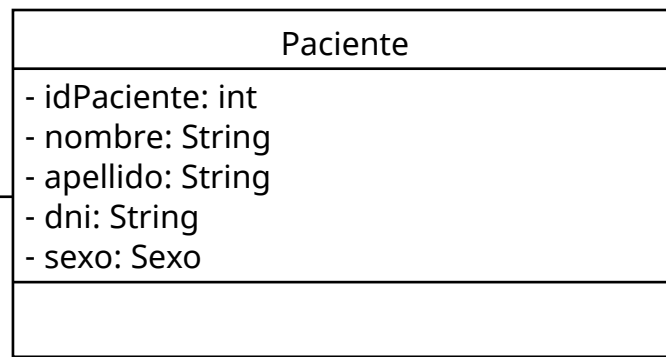 Paciente
- idPaciente: int
- nombre: String
- apellido: String
- dni: String
- sexo: Sexo